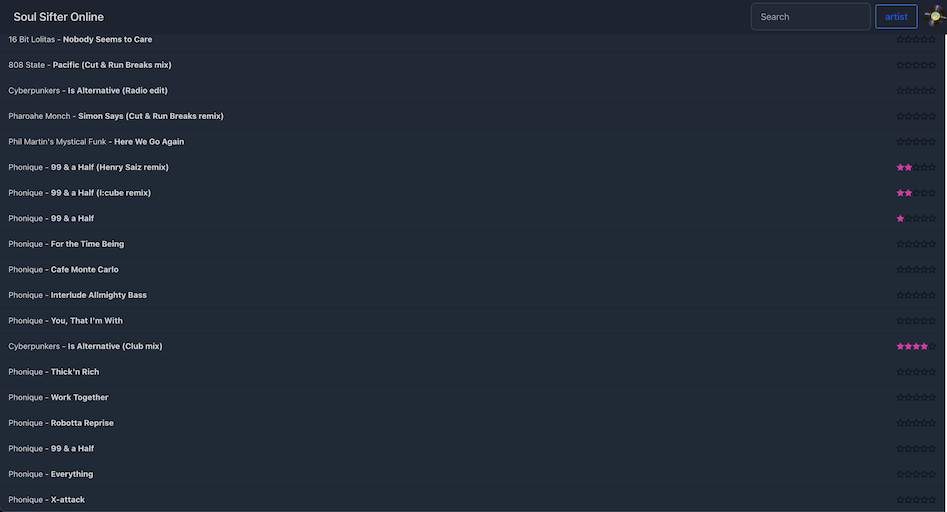 Soul Sifter Online
Search
artist
16 Bit Lolitas - Nobody Seems to Care
808 State - Pacific (Cut & Run Breaks mix)
Cyberpunkers - Is Alternative (Radio edit)
Pharoahe Monch - Simon Says (Cut & Run Breaks remix)
Phil Martin's Mystical Funk - Here We Go Again
Phonique - 99 & a Half (Henry Saiz remix)
Phonique - 99 & a Half (I:cube remix)
Phonique - 99 & a Half
Phonique - For the Time Being
Phonique - Cafe Monte Carlo
Phonique - Interlude Allmighty Bass
Phonique - You, That I'm With
Cyberpunkers - Is Alternative (Club mix)
Phonique - Thick'n Rich
Phonique - Work Together
Phonique - Robotta Reprise
Phonique - 99 & a Half
Phonique - Everything
Phonique - X-attack